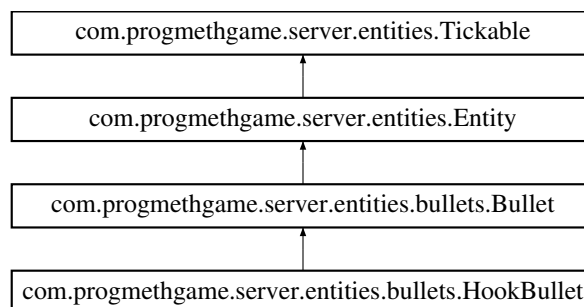 com.progmethgame.server.entities.Tickable
com.progmethgame.server.entities.Entity
com.progmethgame.server.entities.bullets.Bullet
com.progmethgame.server.entities.bullets.HookBullet